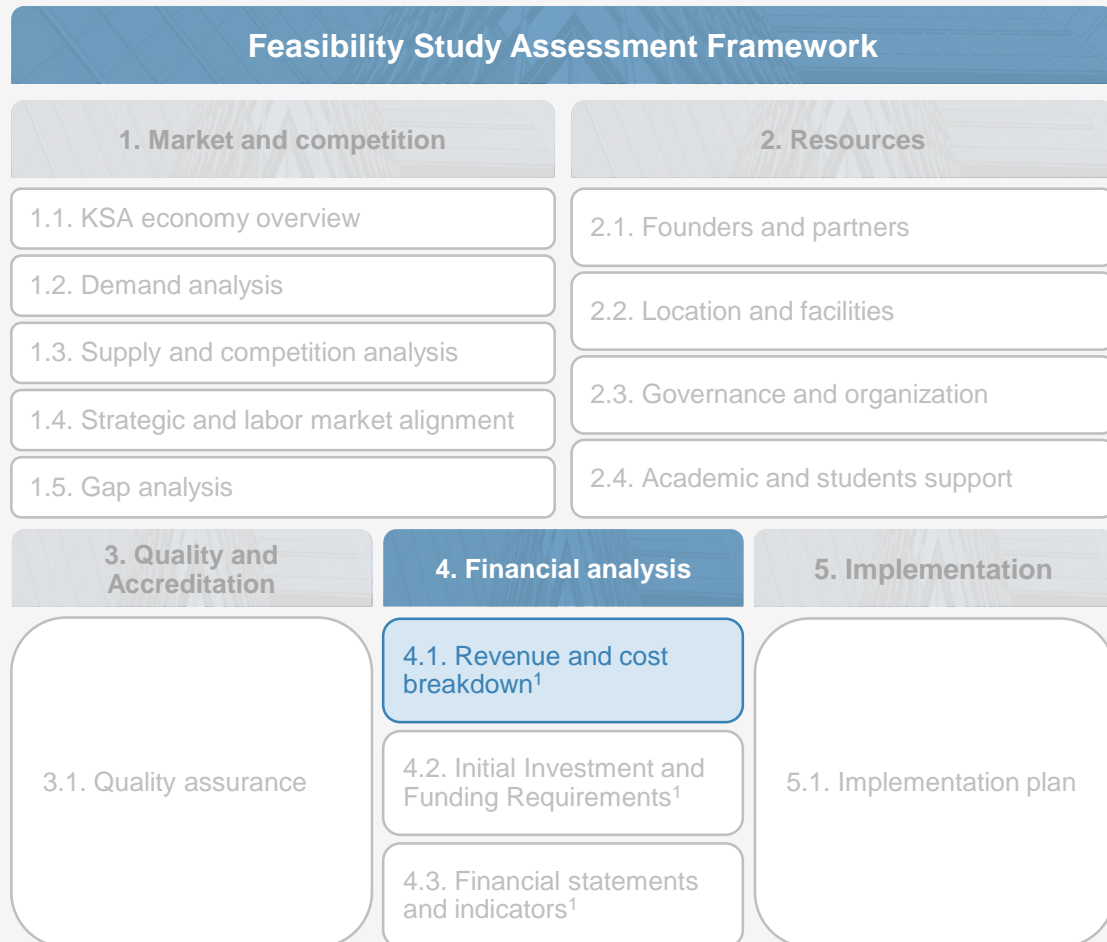 Feasibility Study Assessment Framework
1. Market and competition
1.1. KSA economy overview
1.2. Demand analysis
1.3. Supply and competition analysis
1.4. Strategic and labor market alignment
1.5. Gap analysis
2. Resources
2.1. Founders and partners
2.2. Location and facilities
2.3. Governance and organization
2.4. Academic and students support
3. Quality and
Accreditation
3.1. Quality assurance
4. Financial analysis
4.1. Revenue and cost
breakdown¹
4.2. Initial Investment and
Funding Requirements¹
4.3. Financial statements
and indicators¹
5. Implementation
5.1. Implementation plan